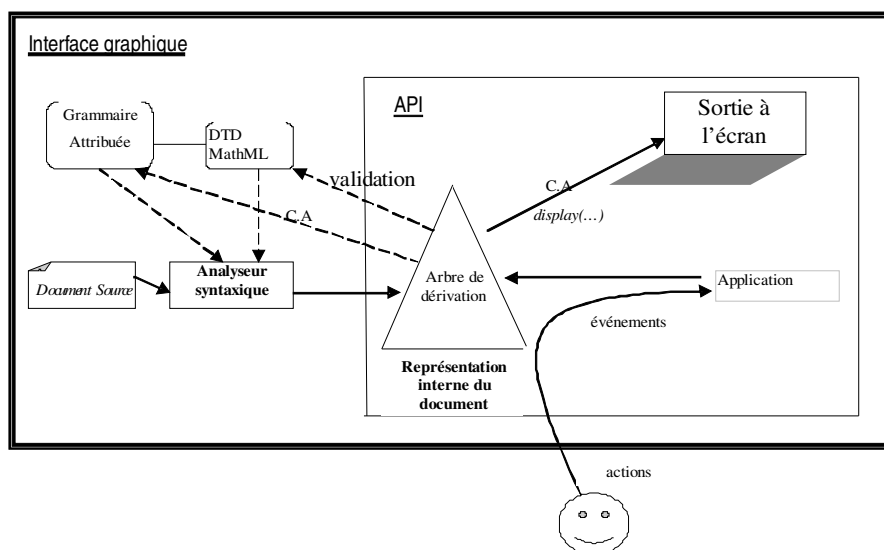 Interface graphique
Grammaire
Attribuée
DTD
MathML
API
Sortie à
l'écran
validation
C.A
C.A
display(...)
Document Source
Analyseur
syntaxique
Arbre de
dérivation
Application
événements
Représentation
interne du
document
actions